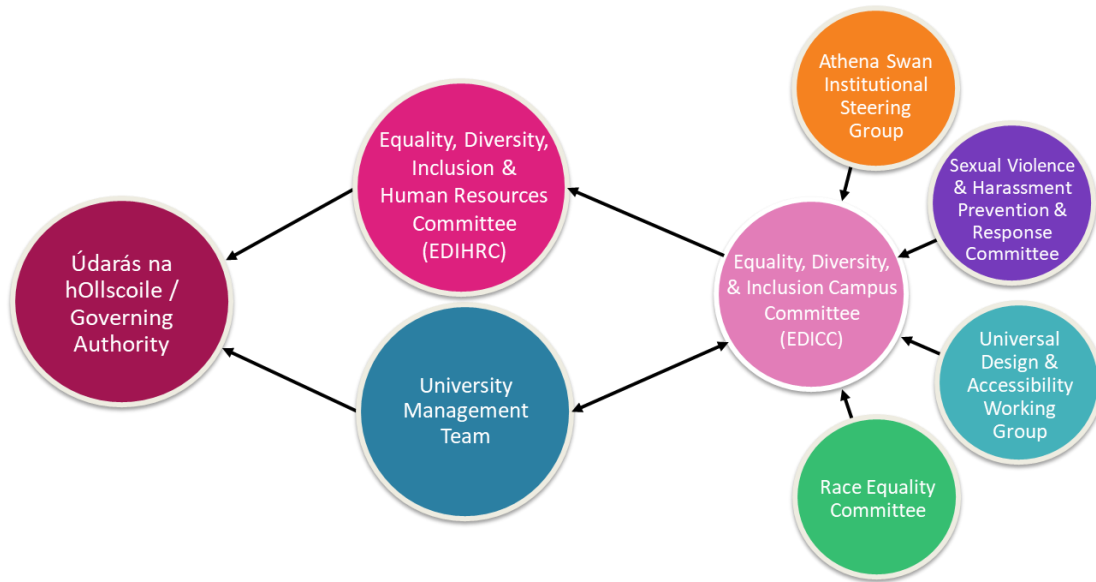 Údarás na
hOllscoile /
Governing
Authority
Equality, Diversity,
Inclusion &
Human Resources
Committee
(EDIHRC)
University
Management
Team
Equality, Diversity,
& Inclusion Campus
Committee
(EDICC)
Athena Swan
Institutional
Steering
Group
Sexual Violence
& Harassment
Prevention &
Response
Committee
Universal
Design &
Accessibility
Working
Group
Race Equality
Committee